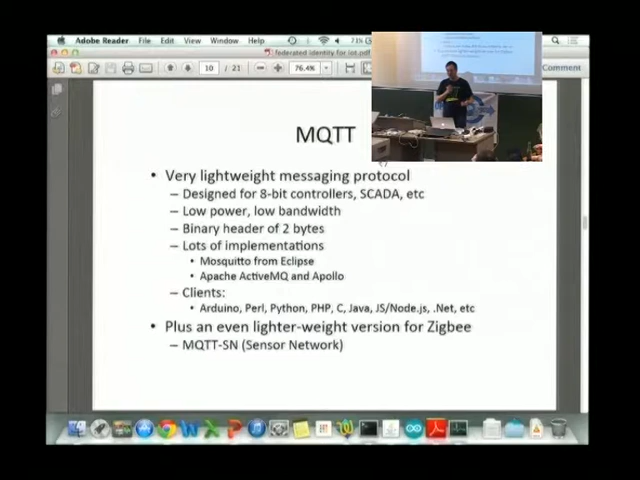 Adobe Reader File Edit View Window Help 71%
federated identity for iot.pdf
10 / 21 76.4% Comment
MQTT
• Very lightweight messaging protocol
– Designed for 8-bit controllers, SCADA, etc
– Low power, low bandwidth
– Binary header of 2 bytes
– Lots of implementations
• Mosquitto from Eclipse
• Apache ActiveMQ and Apollo
– Clients:
• Arduino, Perl, Python, PHP, C, Java, JS/Node.js, .Net, etc
• Plus an even lighter-weight version for Zigbee
– MQTT-SN (Sensor Network)